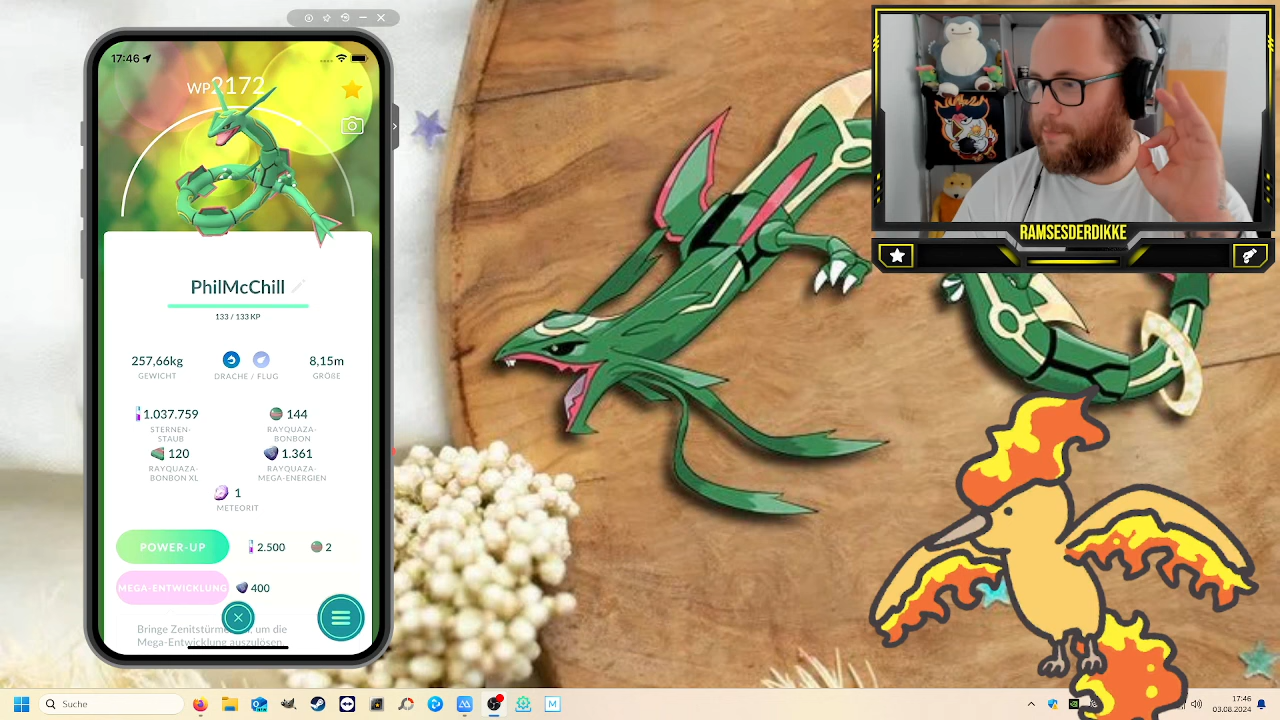 17:46
WP2172
PhilMcChill
133 / 133 KP
257,66kg
GEWICHT
DRACHE / FLUG
8,15m
GRÖßE
1.037.759
STERNEN-
STAUB
144
RAYQUAZA-
BONBON
120
RAYQUAZA-
BONBON XL
1.361
RAYQUAZA-
MEGA-ENERGIEN
1
METEORIT
POWER-UP
2.500
2
MEGA-ENTWICKLUNG
400
Bringe Zenitstürme um die
Mega-Entwicklung auszulösen.
RAMSESDERDIKKE
Suche
M
17:46
03.08.2024